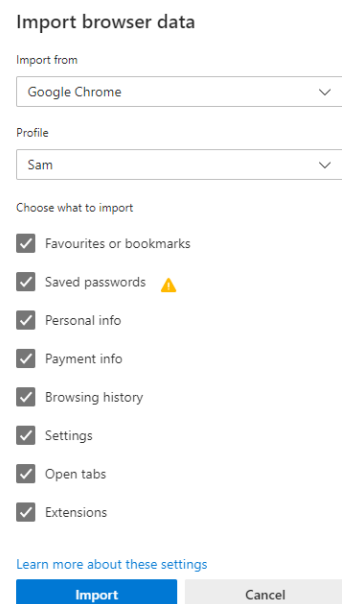 Import browser data
Import from
Google Chrome
Profile
Sam
Choose what to import
Favourites or bookmarks
Saved passwords
Personal info
Payment info
Browsing history
Settings
Open tabs
Extensions
Learn more about these settings
Import Cancel